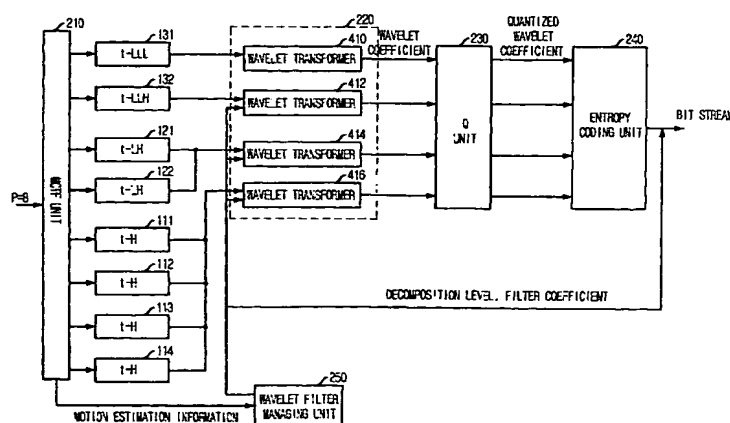 210
131
t-LLL
132
t-LLH
121
t-LH
122
t-LH
111
t-H
112
t-H
113
t-H
114
t-H
P=8
MCTF UNIT
220
410
WAVELET TRANSFORMER
412
WAVELET TRANSFORMER
414
WAVELET TRANSFORMER
416
WAVELET TRANSFORMER
WAVELET
COEFFICIENT
230
Q
UNIT
QUANTIZED
WAVELET
COEFFICIENT
240
ENTROPY
CODING UNIT
BIT STREAM
DECOMPOSITION LEVEL, FILTER COEFFICIENT
250
WAVELET FILTER
MANAGING UNIT
MOTION ESTIMATION INFORMATION